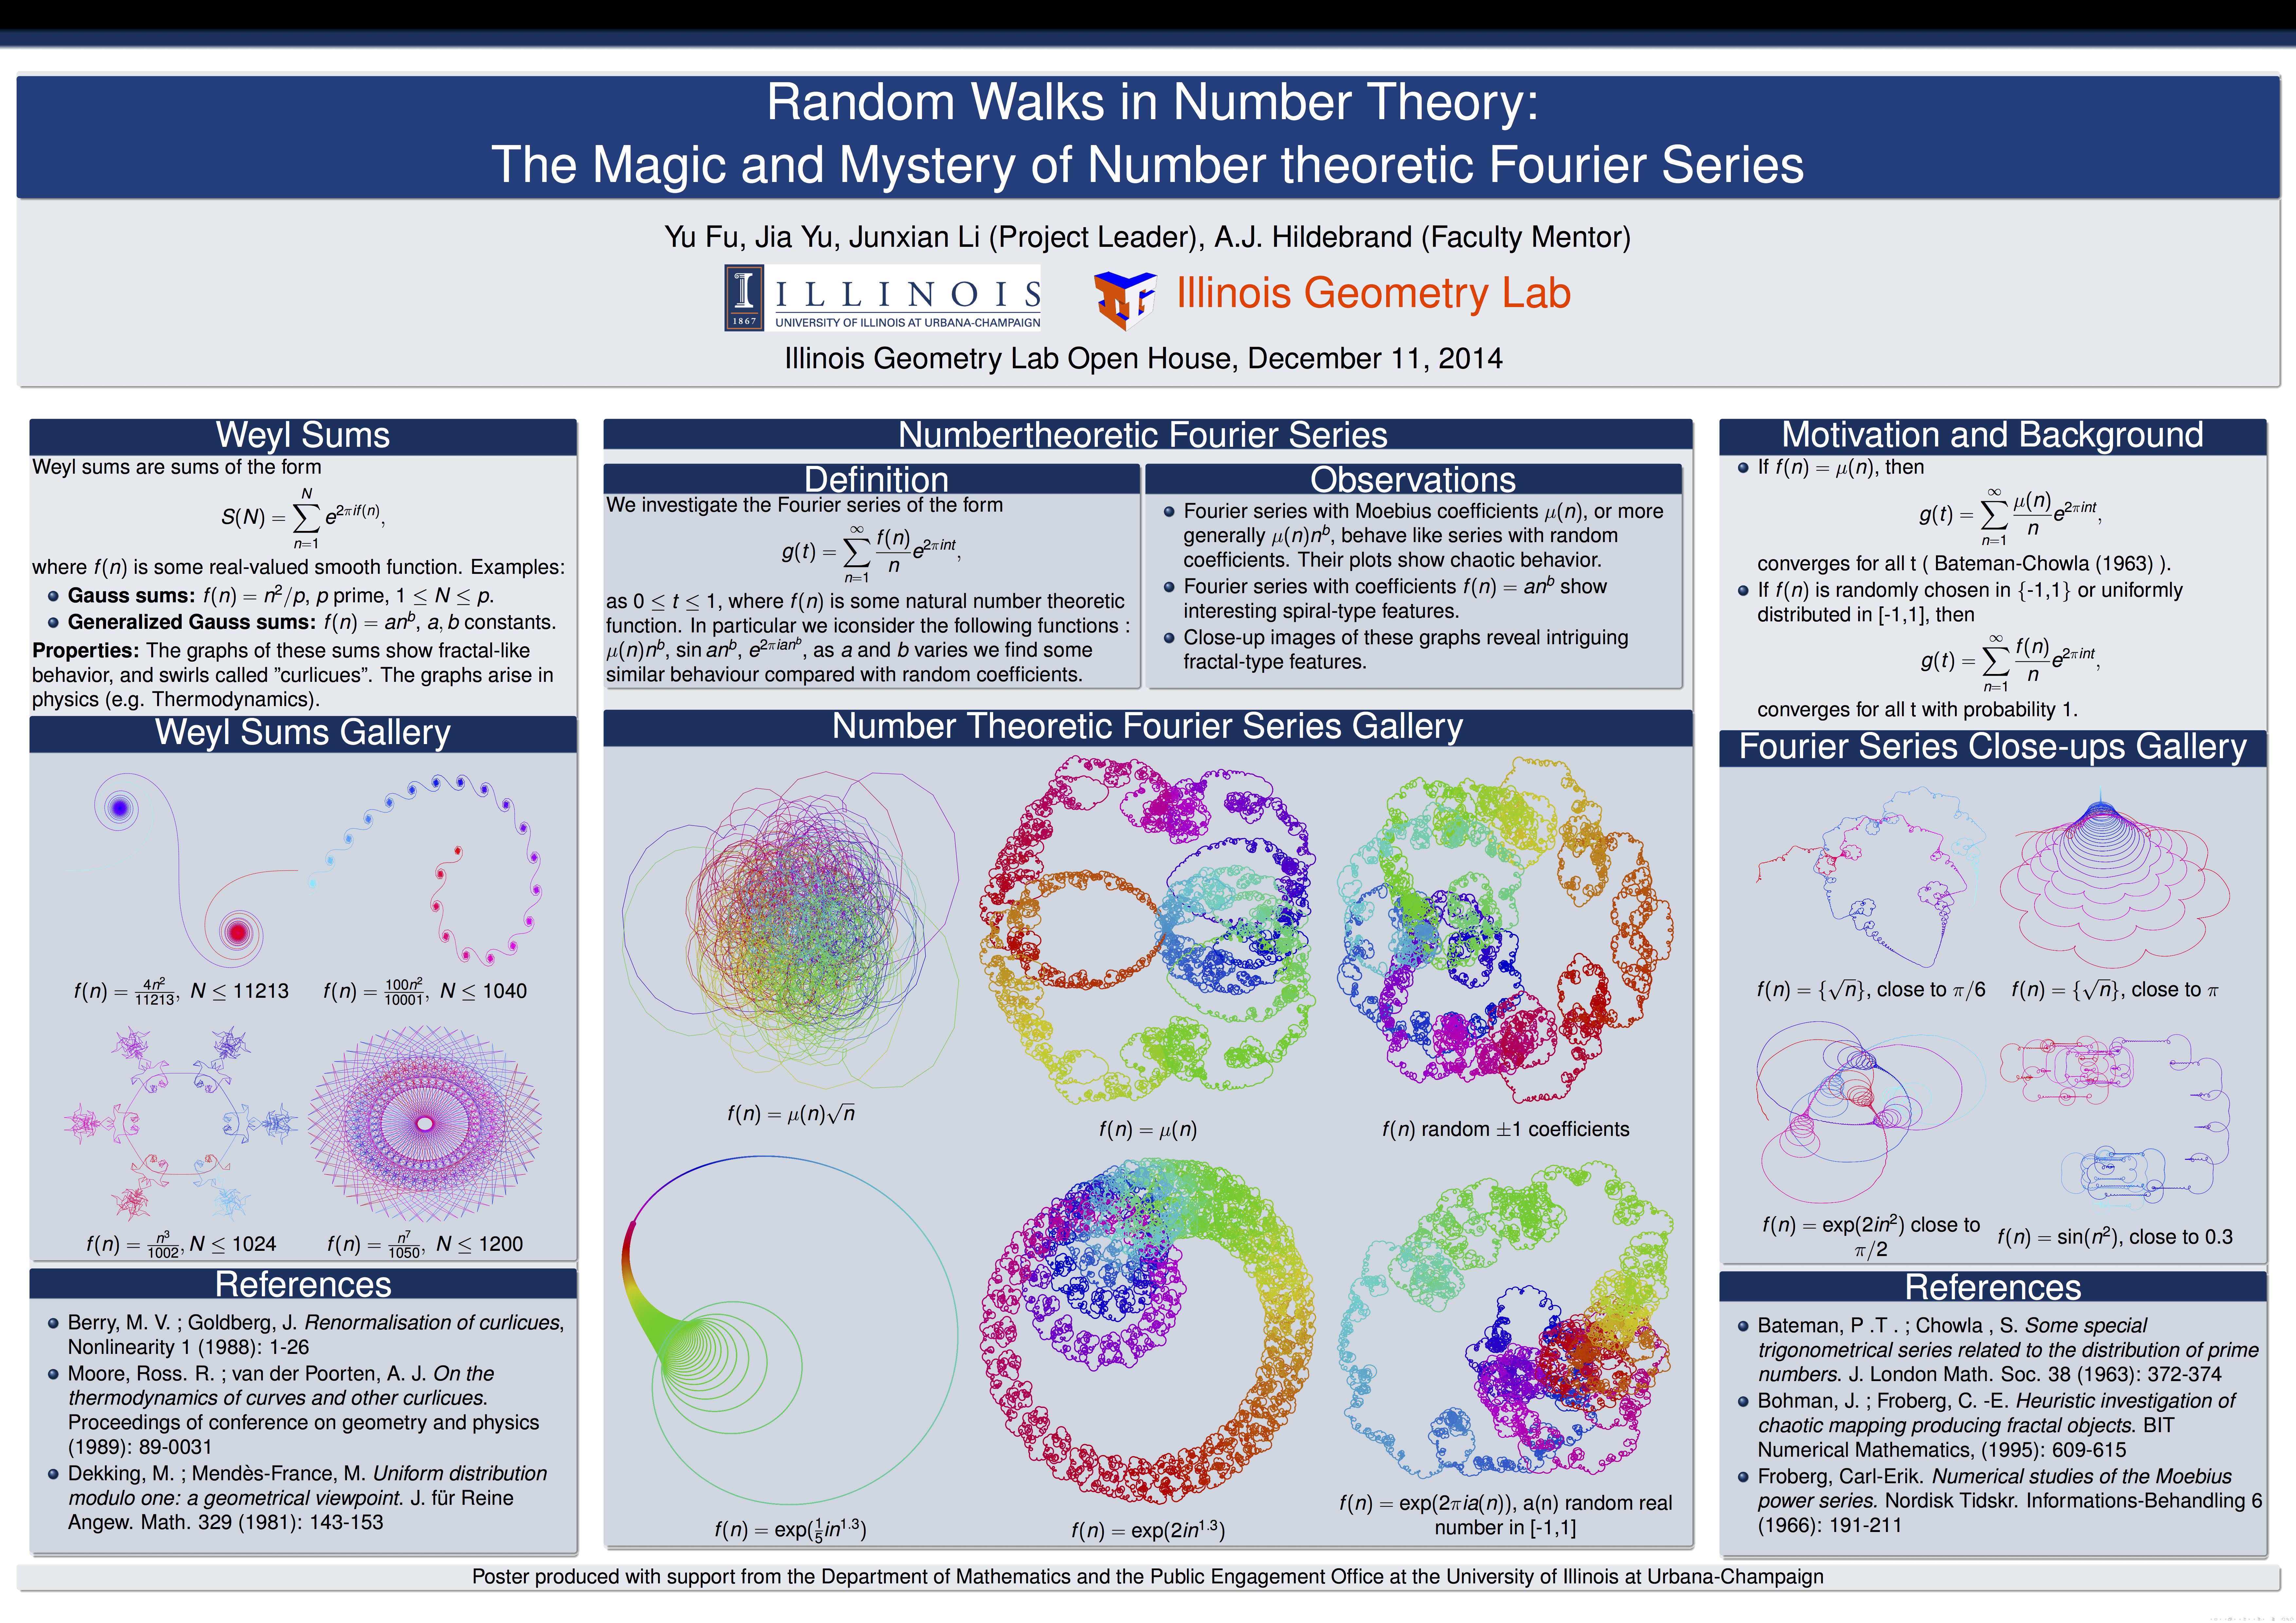 Random Walks in Number Theory:
The Magic and Mystery of Number theoretic Fourier Series
Yu Fu, Jia Yu, Junxian Li (Project Leader), A.J. Hildebrand (Faculty Mentor)
I 1867 ILLINOIS
UNIVERSITY OF ILLINOIS AT URBANA-CHAMPAIGN
Illinois Geometry Lab
Illinois Geometry Lab Open House, December 11, 2014
Weyl Sums
Weyl sums are sums of the form
S(N) = ∑_{n=1}^{N} e^{2πif(n)},
where f(n) is some real-valued smooth function. Examples:
Gauss sums: f(n) = n²/p, p prime, 1 ≤ N ≤ p.
Generalized Gauss sums: f(n) = an^b, a, b constants.
Properties: The graphs of these sums show fractal-like
behavior, and swirls called ”curlicues”. The graphs arise in
physics (e.g. Thermodynamics).
Weyl Sums Gallery
f(n) = 4n²/11213, N ≤ 11213
f(n) = 100n²/10001, N ≤ 1040
f(n) = n³/1002, N ≤ 1024
f(n) = n⁷/1050, N ≤ 1200
References
Berry, M. V. ; Goldberg, J. Renormalisation of curlicues,
Nonlinearity 1 (1988): 1-26
Moore, Ross. R. ; van der Poorten, A. J. On the
thermodynamics of curves and other curlicues.
Proceedings of conference on geometry and physics
(1989): 89-0031
Dekking, M. ; Mendès-France, M. Uniform distribution
modulo one: a geometrical viewpoint. J. für Reine
Angew. Math. 329 (1981): 143-153
Numbertheoretic Fourier Series
Definition
We investigate the Fourier series of the form
g(t) = ∑_{n=1}^{∞} f(n)/n e^{2πint},
as 0 ≤ t ≤ 1, where f(n) is some natural number theoretic
function. In particular we iconsider the following functions :
μ(n)n^b, sin an^b, e^{2πian^b}, as a and b varies we find some
similar behaviour compared with random coefficients.
Observations
Fourier series with Moebius coefficients μ(n), or more
generally μ(n)n^b, behave like series with random
coefficients. Their plots show chaotic behavior.
Fourier series with coefficients f(n) = an^b show
interesting spiral-type features.
Close-up images of these graphs reveal intriguing
fractal-type features.
Number Theoretic Fourier Series Gallery
f(n) = μ(n)√n
f(n) = μ(n)
f(n) random ±1 coefficients
f(n) = exp(1/5 in^{1.3})
f(n) = exp(2in^{1.3})
f(n) = exp(2πia(n)), a(n) random real
number in [-1,1]
Motivation and Background
If f(n) = μ(n), then
g(t) = ∑_{n=1}^{∞} μ(n)/n e^{2πint},
converges for all t ( Bateman-Chowla (1963) ).
If f(n) is randomly chosen in {-1,1} or uniformly
distributed in [-1,1], then
g(t) = ∑_{n=1}^{∞} f(n)/n e^{2πint},
converges for all t with probability 1.
Fourier Series Close-ups Gallery
f(n) = {√n}, close to π/6
f(n) = {√n}, close to π
f(n) = exp(2in²) close to
π/2
f(n) = sin(n²), close to 0.3
References
Bateman, P .T . ; Chowla , S. Some special
trigonometrical series related to the distribution of prime
numbers. J. London Math. Soc. 38 (1963): 372-374
Bohman, J. ; Froberg, C. -E. Heuristic investigation of
chaotic mapping producing fractal objects. BIT
Numerical Mathematics, (1995): 609-615
Froberg, Carl-Erik. Numerical studies of the Moebius
power series. Nordisk Tidskr. Informations-Behandling 6
(1966): 191-211
Poster produced with support from the Department of Mathematics and the Public Engagement Office at the University of Illinois at Urbana-Champaign